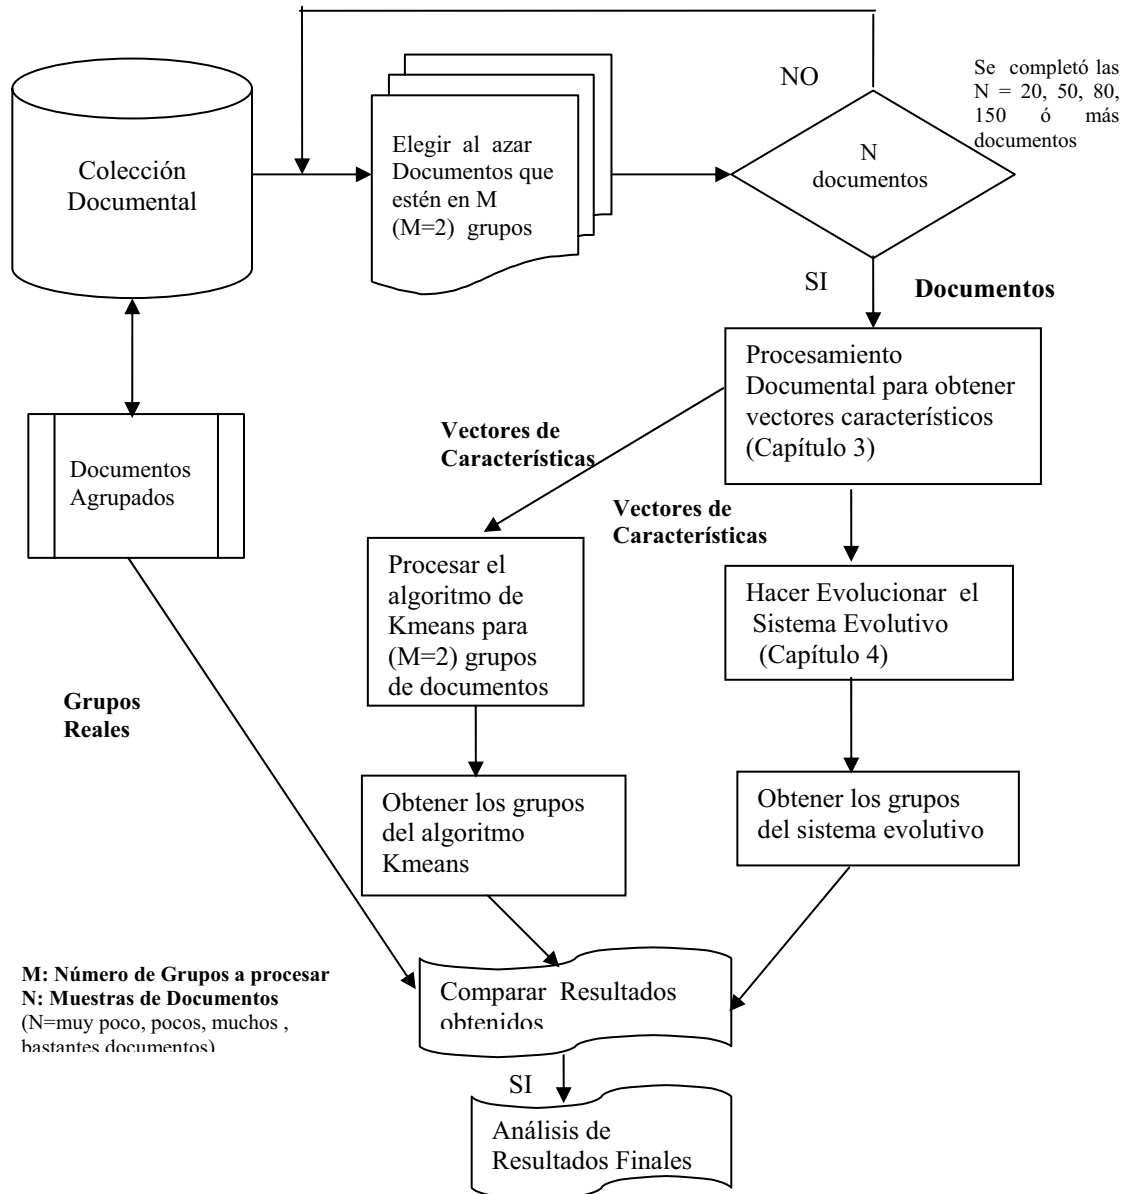 NO
Se completó las
N = 20, 50, 80,
150 ó más
documentos
Colección
Documental
Elegir al azar
Documentos que
estén en M
(M=2) grupos
N
documentos
SI
Documentos
Procesamiento
Documental para obtener
vectores característicos
(Capítulo 3)
Vectores de
Características
Documentos
Agrupados
Vectores de
Características
Procesar el
algoritmo de
Kmeans para
(M=2) grupos
de documentos
Hacer Evolucionar el
Sistema Evolutivo
(Capítulo 4)
Grupos
Reales
Obtener los grupos
del algoritmo
Kmeans
Obtener los grupos
del sistema evolutivo
M: Número de Grupos a procesar
N: Muestras de Documentos
(N=muy poco, pocos, muchos ,
bastantes documentos)
Comparar Resultados
obtenidos
SI
Análisis de
Resultados Finales